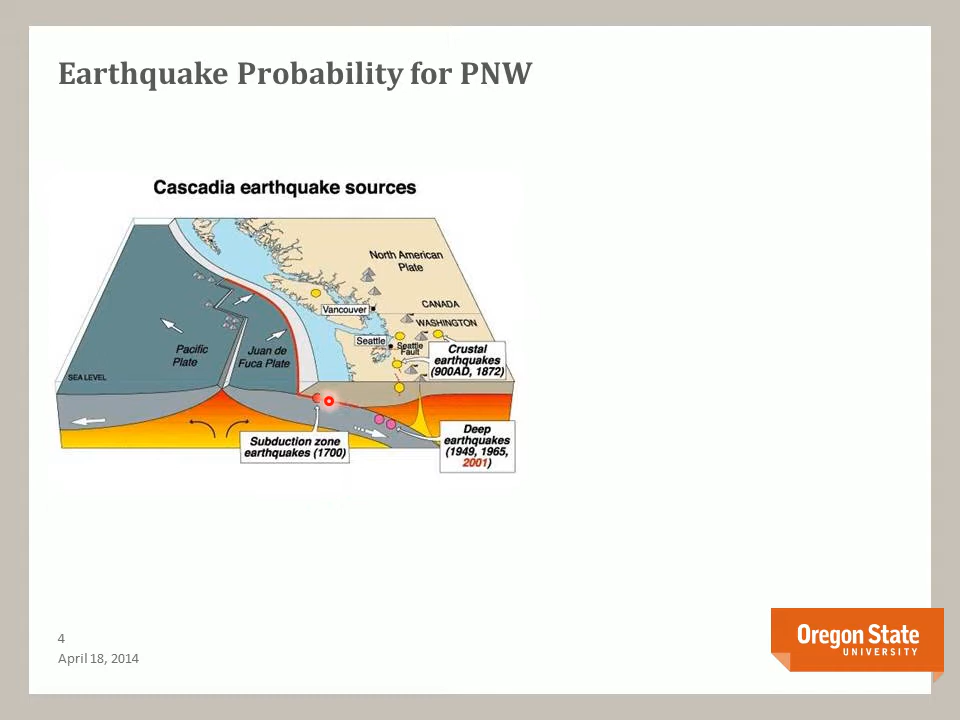 Earthquake Probability for PNW
Cascadia earthquake sources
North American
Plate
CANADA
Vancouver
WASHINGTON
Seattle
Seattle
Fault
Crustal
earthquakes
(900AD, 1872)
Pacific
Plate
Juan de
Fuca Plate
SEA LEVEL
Subduction zone
earthquakes (1700)
Deep
earthquakes
(1949, 1965,
2001)
4
April 18, 2014
Oregon State
UNIVERSITY